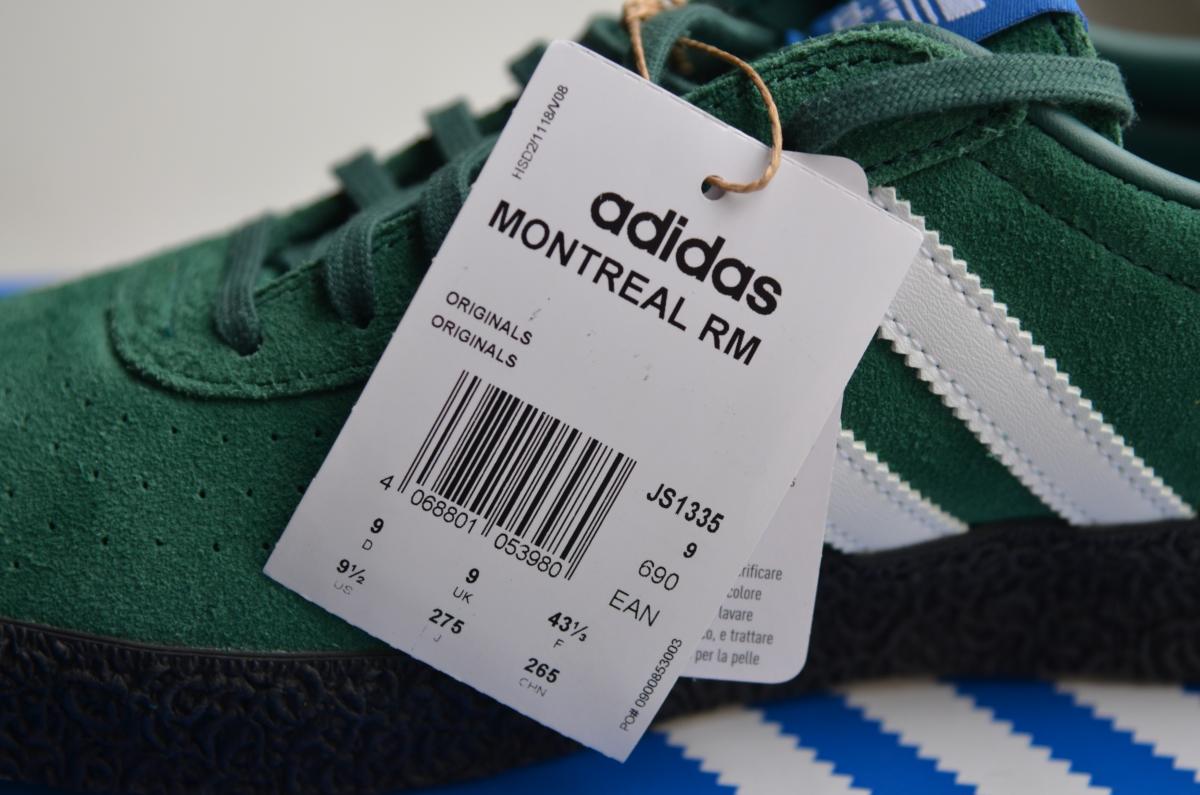 HSD2/1118/V08
adidas
MONTREAL RM
ORIGINALS
ORIGINALS
4 068801 053980
JS1335
9
690
EAN
9
D
9½
US
9
UK
275
J
43⅓
F
265
CHN
PO# 0900853003
colore
lavare
e trattare
per la pelle